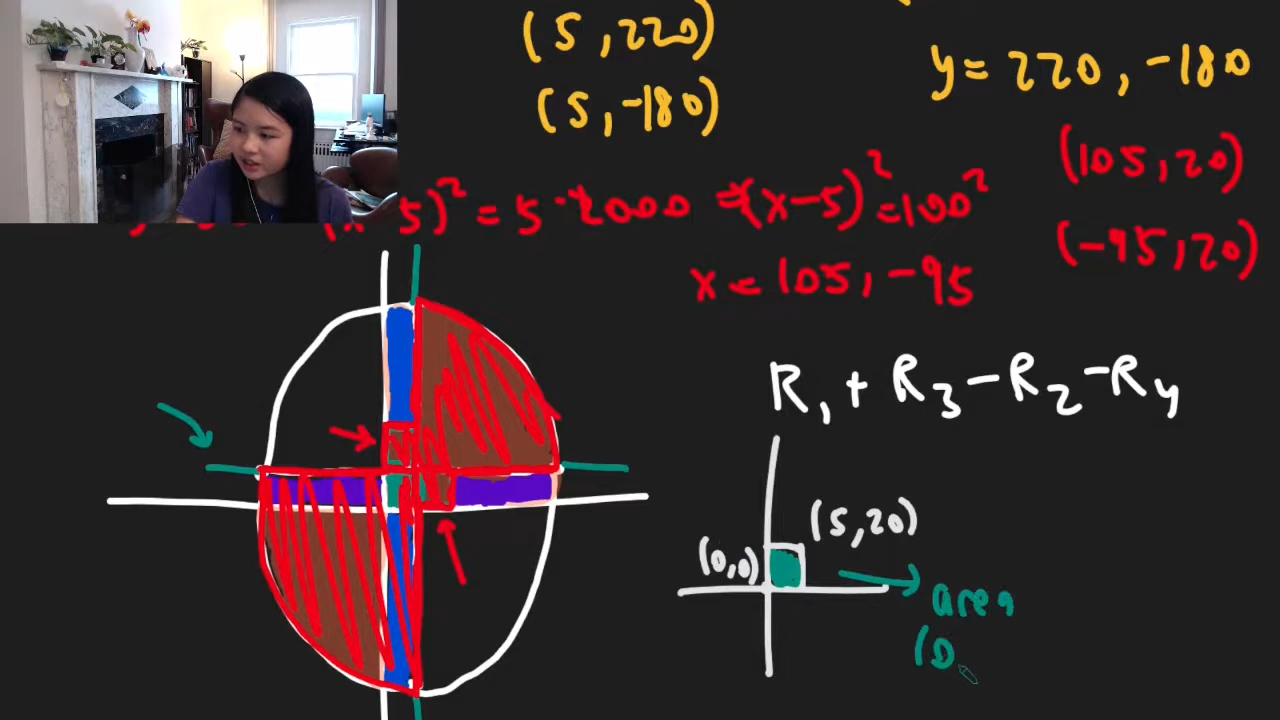 (5,220)
(5,-180)
y = 220, -180
(105,20)
(-95,20)
5)² = 5·2000 = (x-5)² = 100²
x = 105, -95
R₁ + R₃ - R₂ - R₄
(5,20)
(0,0)
area
10